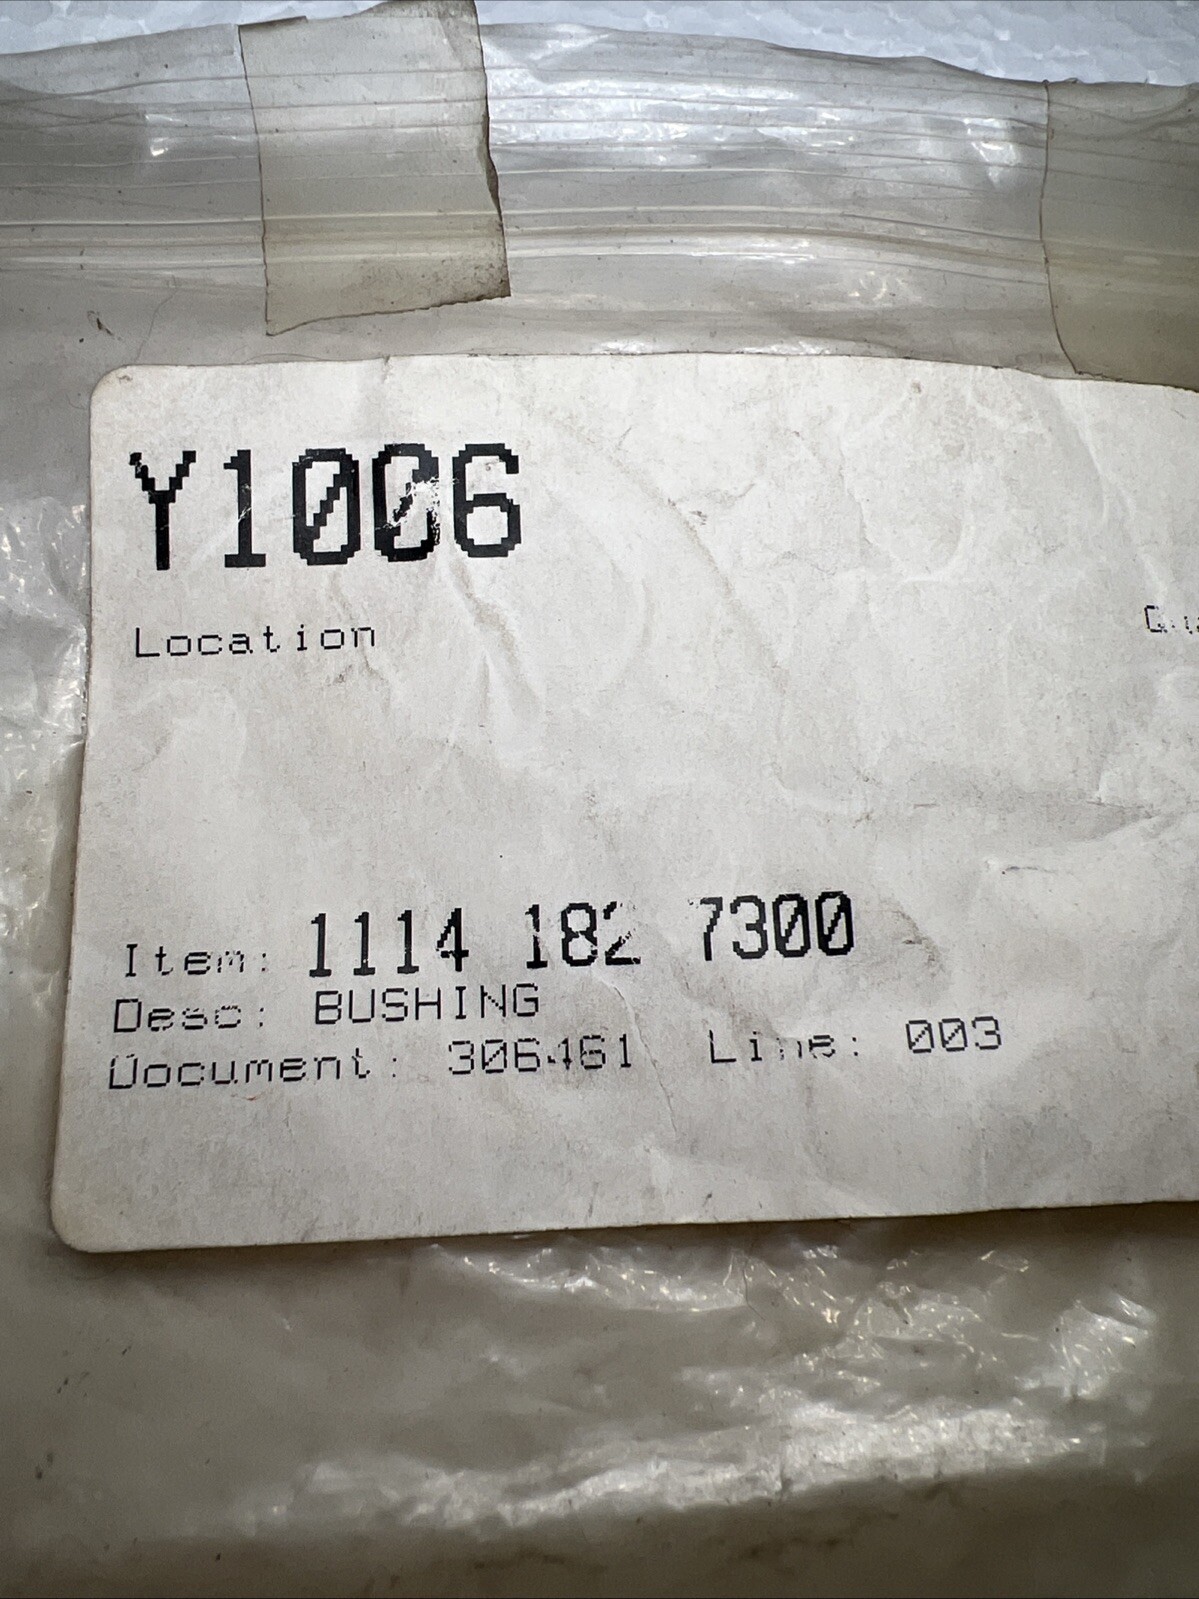 Y1006
Location
Item: 1114 182 7300
Desc: BUSHING
Document: 306461 Line: 003